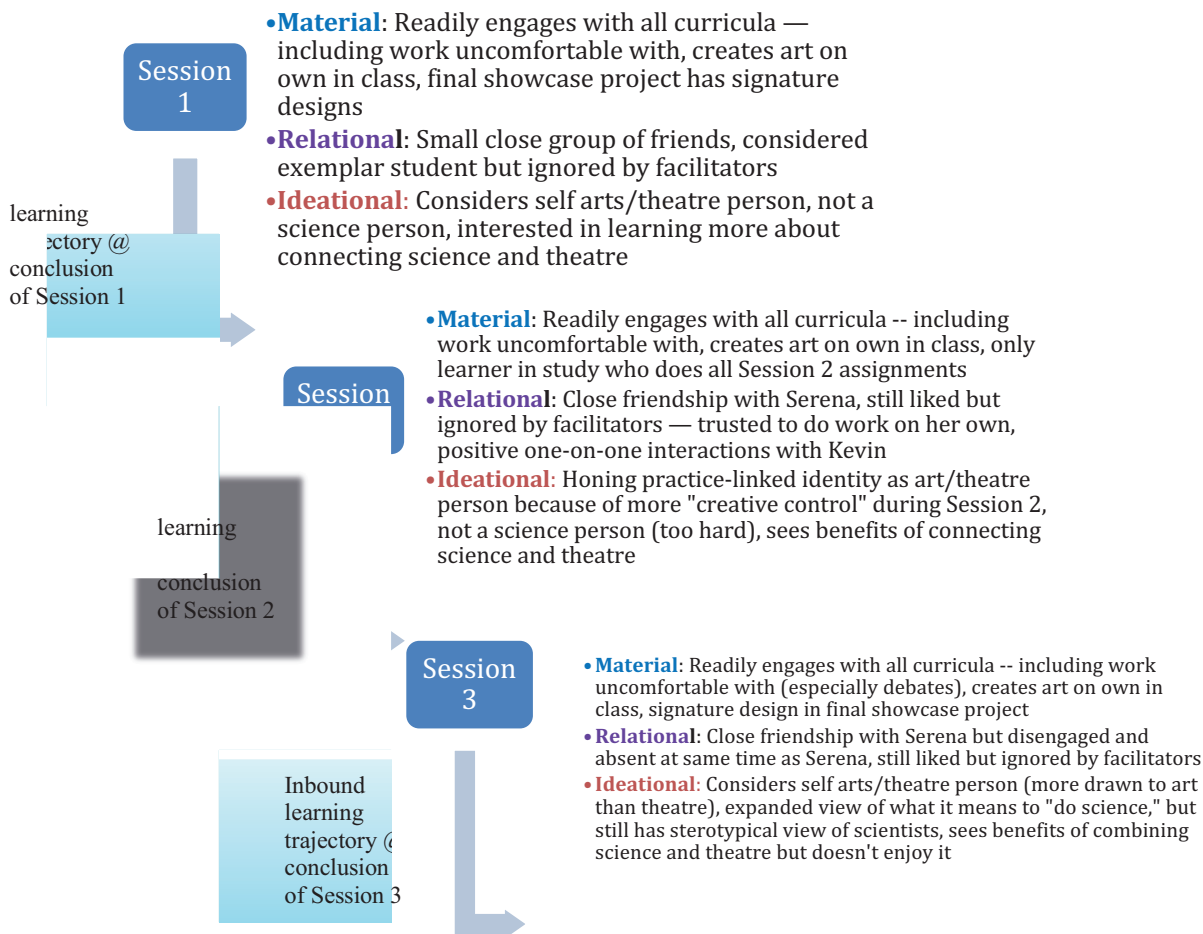 Session
1
•Material: Readily engages with all curricula —
including work uncomfortable with, creates art on
own in class, final showcase project has signature
designs
•Relational: Small close group of friends, considered
exemplar student but ignored by facilitators
•Ideational: Considers self arts/theatre person, not a
science person, interested in learning more about
connecting science and theatre
learning
ectory @
conclusion
of Session 1
Session
•Material: Readily engages with all curricula -- including
work uncomfortable with, creates art on own in class, only
learner in study who does all Session 2 assignments
•Relational: Close friendship with Serena, still liked but
ignored by facilitators — trusted to do work on her own,
positive one-on-one interactions with Kevin
•Ideational: Honing practice-linked identity as art/theatre
person because of more "creative control" during Session 2,
not a science person (too hard), sees benefits of connecting
science and theatre
learning
conclusion
of Session 2
Session
3
•Material: Readily engages with all curricula -- including work
uncomfortable with (especially debates), creates art on own in
class, signature design in final showcase project
•Relational: Close friendship with Serena but disengaged and
absent at same time as Serena, still liked but ignored by facilitators
•Ideational: Considers self arts/theatre person (more drawn to art
than theatre), expanded view of what it means to "do science," but
still has sterotypical view of scientists, sees benefits of combining
science and theatre but doesn't enjoy it
Inbound
learning
trajectory @
conclusion
of Session 3